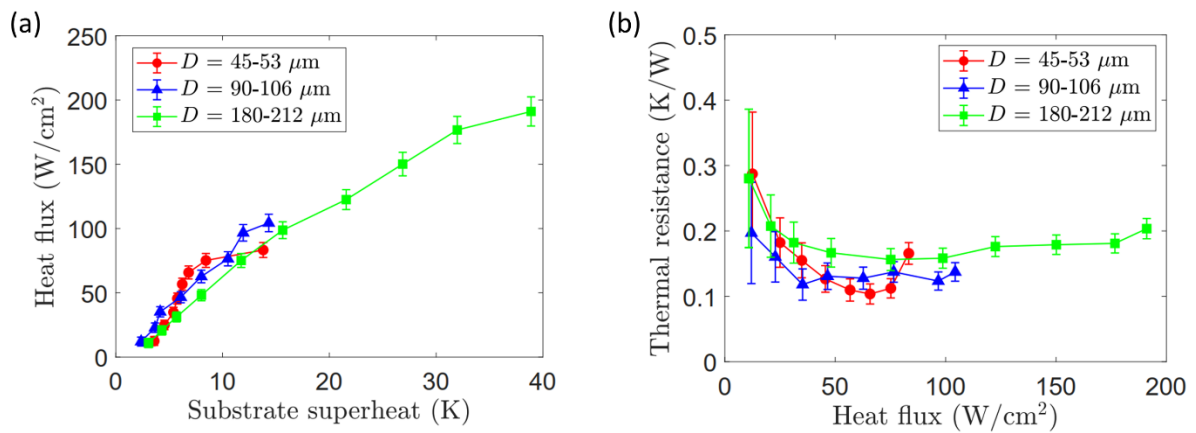 (a)
250
200
150
100
50
0
Heat flux (W/cm²)
D = 45-53 μm
D = 90-106 μm
D = 180-212 μm
0 10 20 30 40
Substrate superheat (K)
(b)
0.5
0.4
0.3
0.2
0.1
0
Thermal resistance (K/W)
D = 45-53 μm
D = 90-106 μm
D = 180-212 μm
0 50 100 150 200
Heat flux (W/cm²)